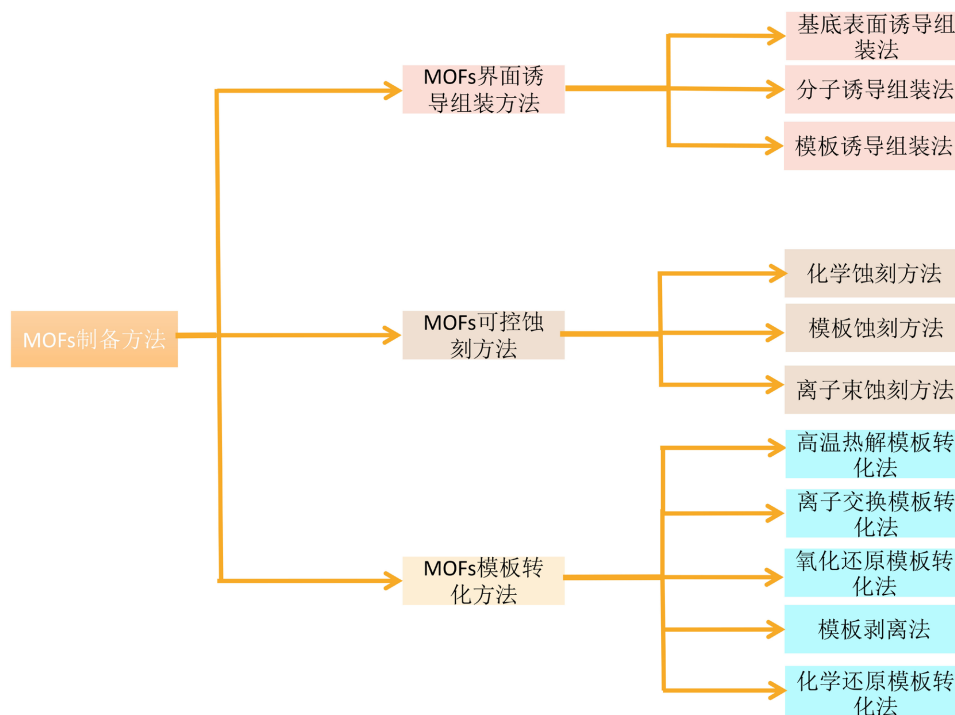 MOFs制备方法
MOFs界面诱
导组装方法
基底表面诱导组
装法
分子诱导组装法
模板诱导组装法
MOFs可控蚀
刻方法
化学蚀刻方法
模板蚀刻方法
离子束蚀刻方法
MOFs模板转
化方法
高温热解模板转
化法
离子交换模板转
化法
氧化还原模板转
化法
模板剥离法
化学还原模板转
化法